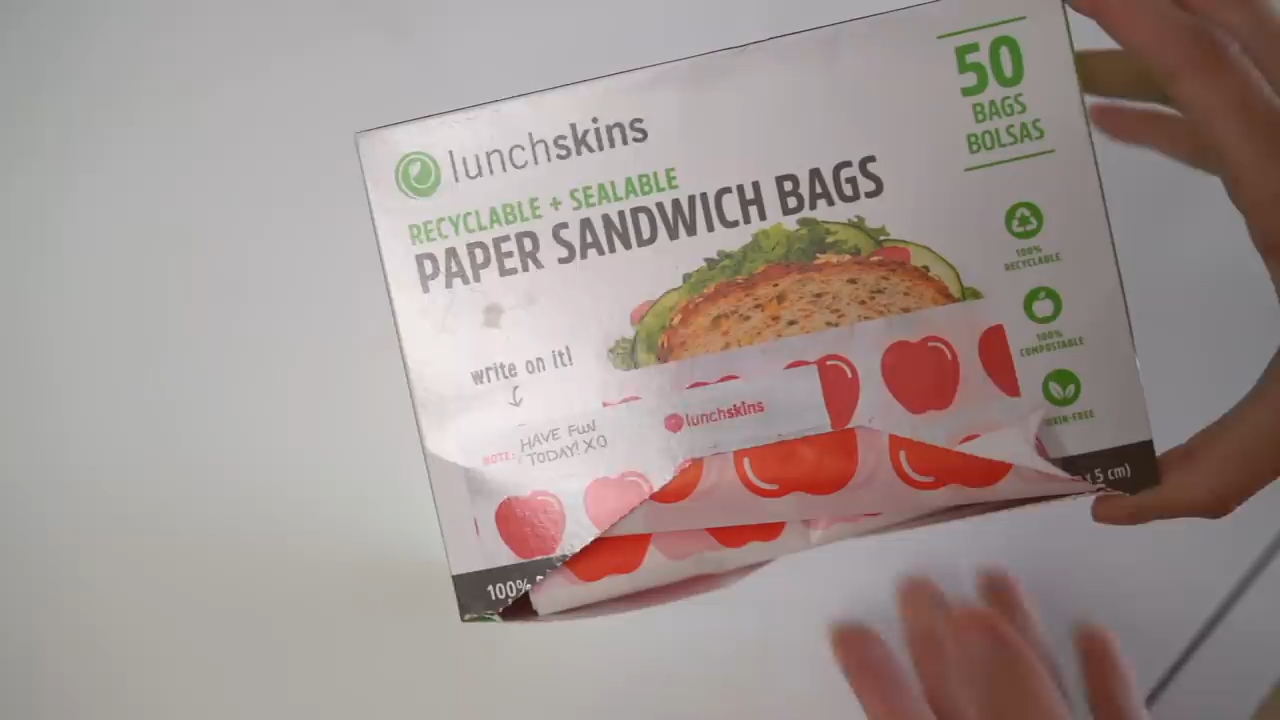 lunchskins
RECYCLABLE + SEALABLE
PAPER SANDWICH BAGS
50
BAGS
BOLSAS
100%
RECYCLABLE
100%
COMPOSTABLE
write on it!
NOTE: HAVE FUN
TODAY! XO
lunchskins
5 cm)
100%